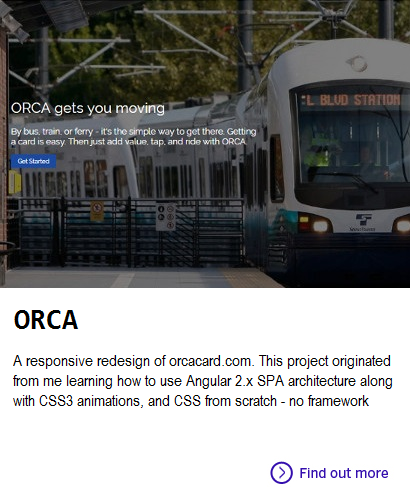 :L BLVD STATION
ORCA gets you moving
By bus, train, or ferry - it's the simple way to get there. Getting
a card is easy. Then just add value, tap, and ride with ORCA.
Get Started
ORCA
A responsive redesign of orcacard.com. This project originated
from me learning how to use Angular 2.x SPA architecture along
with CSS3 animations, and CSS from scratch - no framework
Find out more